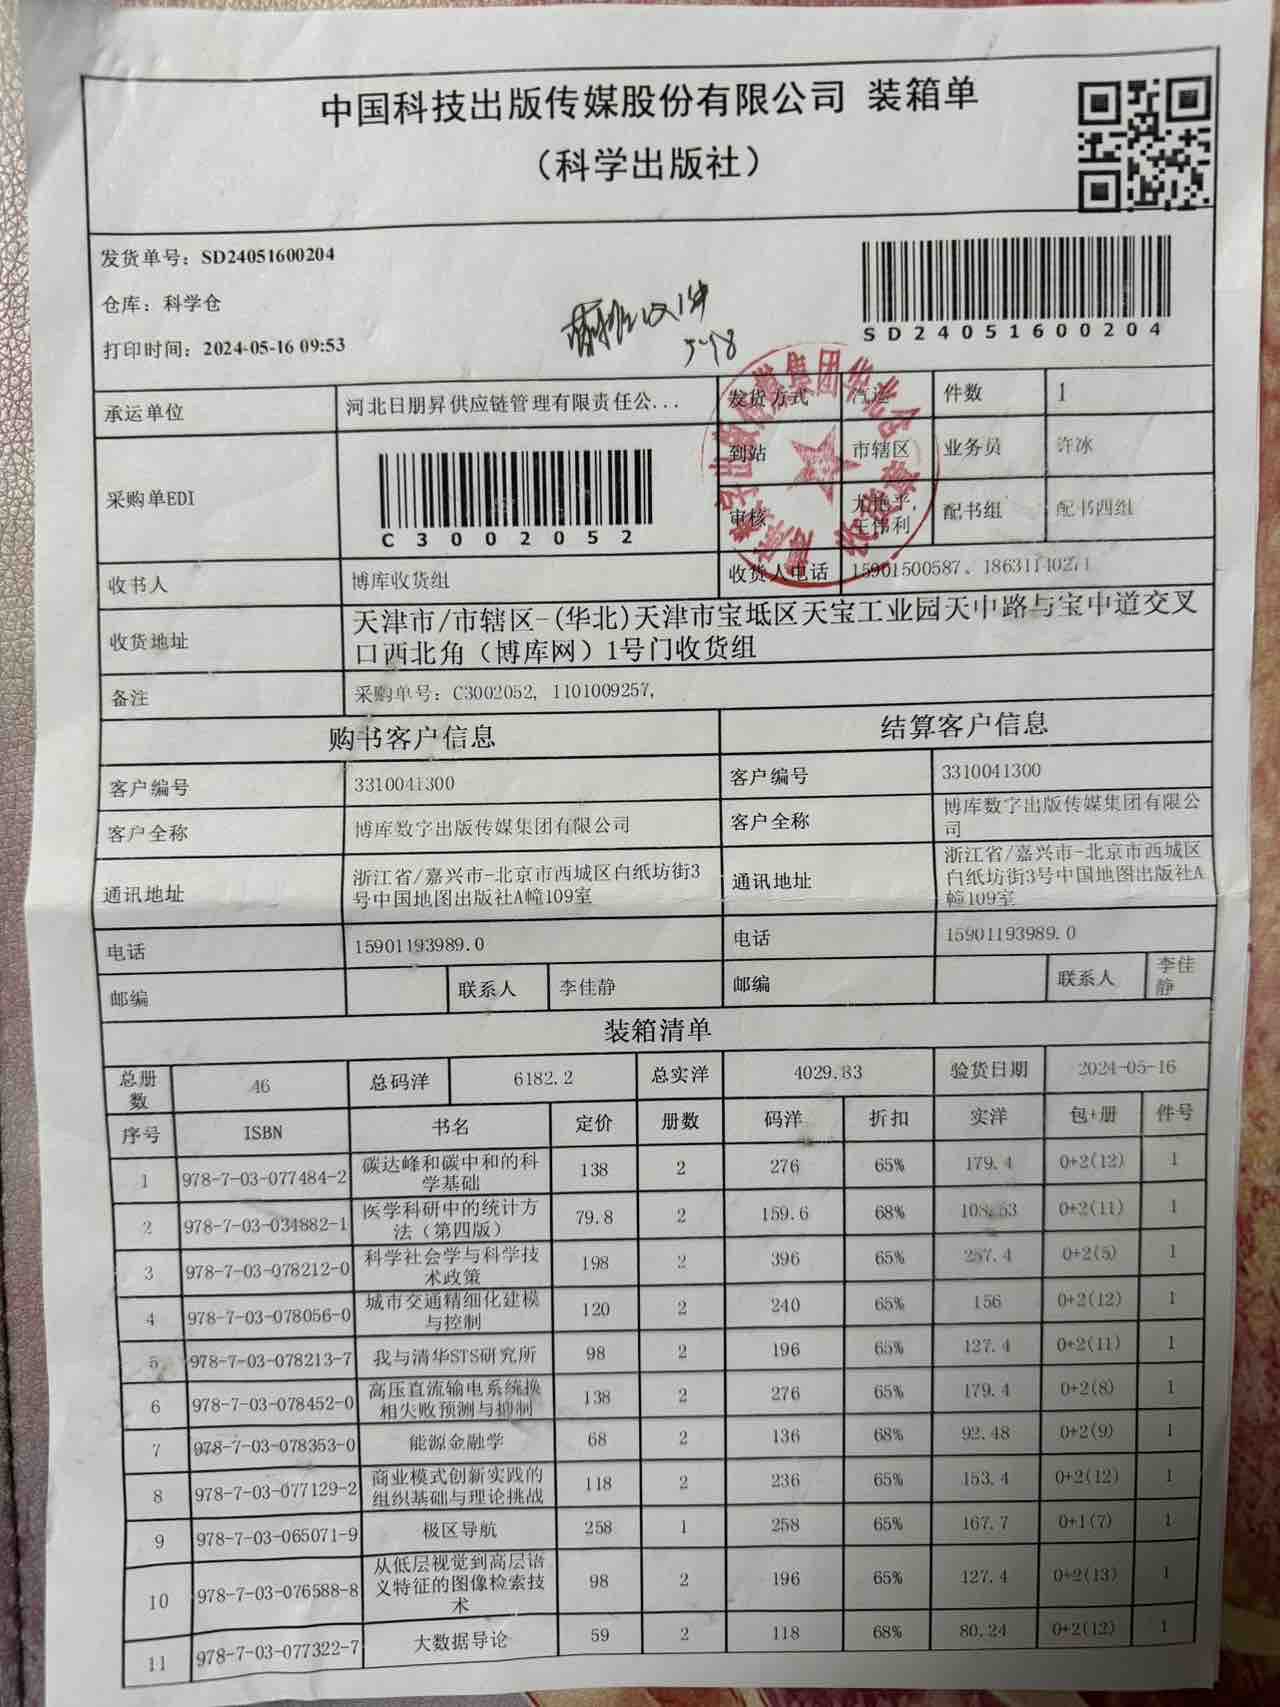 中国科技出版传媒股份有限公司 装箱单
（科学出版社）
发货单号：SD24051600204
仓库：科学仓
打印时间：2024-05-16 09:53
SD24051600204
5-18
承运单位 河北日朋昇供应链管理有限责任公... 发货方式 汽运 件数 1
采购单EDI C3002052 到站 市辖区 业务员 许冰
审核 王伟利 配书组 配书四组
收书人 博库收货组 收货人电话 15901500587、18631140271
收货地址 天津市/市辖区-(华北)天津市宝坻区天宝工业园天中路与宝中道交叉
口西北角（博库网）1号门收货组
备注 采购单号：C3002052, 1101009257,
购书客户信息 结算客户信息
客户编号 3310041300 客户编号 3310041300
客户全称 博库数字出版传媒集团有限公司 客户全称 博库数字出版传媒集团有限公
司
通讯地址 浙江省/嘉兴市-北京市西城区白纸坊街3
号中国地图出版社A幢109室 通讯地址 浙江省/嘉兴市-北京市西城区
白纸坊街3号中国地图出版社A
幢109室
电话 15901193989.0 电话 15901193989.0
邮编 联系人 李佳静 邮编 联系人 李佳
静
装箱清单
总册
数 46 总码洋 6182.2 总实洋 4029.83 验货日期 2024-05-16
序号 ISBN 书名 定价 册数 码洋 折扣 实洋 包+册 件号
1 978-7-03-077484-2 碳达峰和碳中和的科
学基础 138 2 276 65% 179.4 0+2(12) 1
2 978-7-03-034882-1 医学科研中的统计方
法（第四版） 79.8 2 159.6 68% 108.53 0+2(11) 1
3 978-7-03-078212-0 科学社会学与科学技
术政策 198 2 396 65% 257.4 0+2(5) 1
4 978-7-03-078056-0 城市交通精细化建模
与控制 120 2 240 65% 156 0+2(12) 1
5 978-7-03-078213-7 我与清华STS研究所 98 2 196 65% 127.4 0+2(11) 1
6 978-7-03-078452-0 高压直流输电系统换
相失败预测与抑制 138 2 276 65% 179.4 0+2(8) 1
7 978-7-03-078353-0 能源金融学 68 2 136 68% 92.48 0+2(9) 1
8 978-7-03-077129-2 商业模式创新实践的
组织基础与理论挑战 118 2 236 65% 153.4 0+2(12) 1
9 978-7-03-065071-9 极区导航 258 1 258 65% 167.7 0+1(7) 1
10 978-7-03-076588-8 从低层视觉到高层语
义特征的图像检索技
术 98 2 196 65% 127.4 0+2(13) 1
11 978-7-03-077322-7 大数据导论 59 2 118 68% 80.24 0+2(12) 1